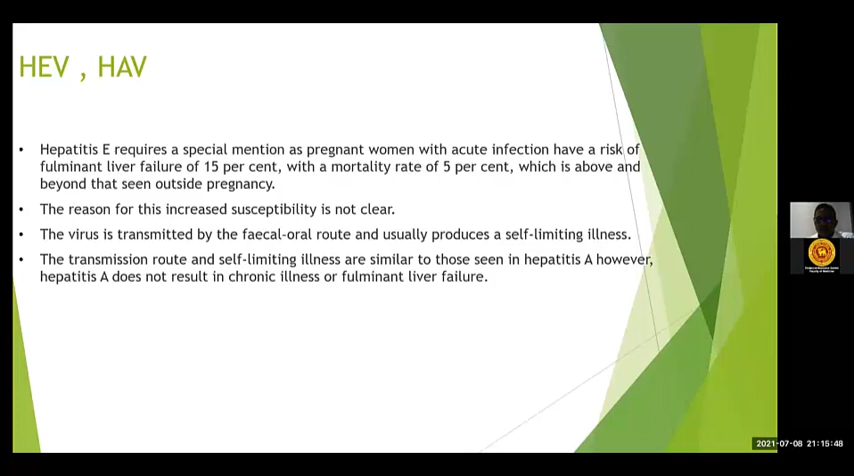 HEV , HAV
• Hepatitis E requires a special mention as pregnant women with acute infection have a risk of
fulminant liver failure of 15 per cent, with a mortality rate of 5 per cent, which is above and
beyond that seen outside pregnancy.
• The reason for this increased susceptibility is not clear.
• The virus is transmitted by the faecal-oral route and usually produces a self-limiting illness.
• The transmission route and self-limiting illness are similar to those seen in hepatitis A however,
hepatitis A does not result in chronic illness or fulminant liver failure.
2021-07-08 21:15:48